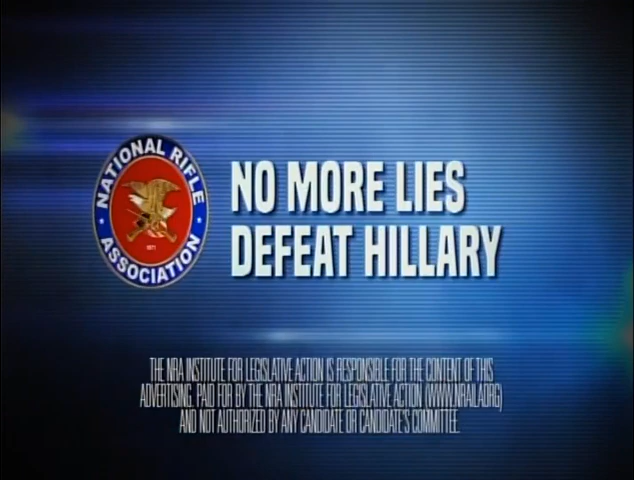 NATIONAL RIFLE
ASSOCIATION
1871
NO MORE LIES
DEFEAT HILLARY
THE NRA INSTITUTE FOR LEGISLATIVE ACTION IS RESPONSIBLE FOR THE CONTENT OF THIS
ADVERTISING. PAID FOR BY THE NRA INSTITUTE FOR LEGISLATIVE ACTION (WWW.NRAILA.ORG)
AND NOT AUTHORIZED BY ANY CANDIDATE OR CANDIDATE'S COMMITTEE.